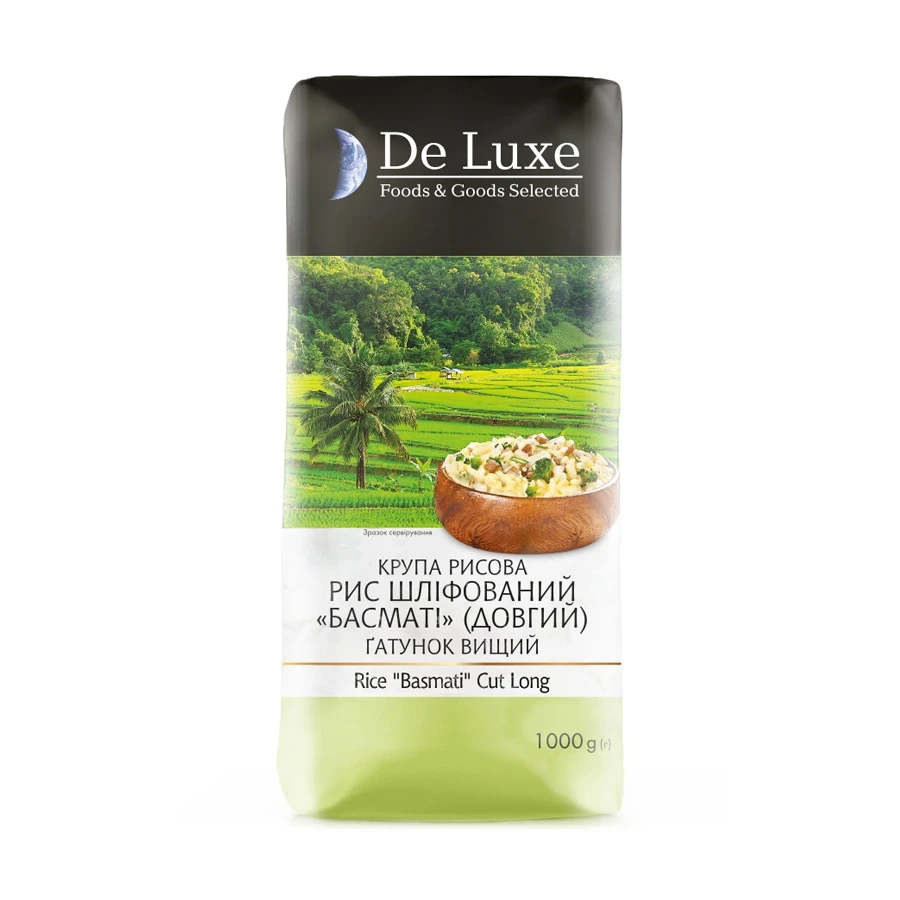 De Luxe
Foods & Goods Selected
Зразок сервірування
КРУПА РИСОВА
РИС ШЛІФОВАНИЙ
«БАСМАТІ» (ДОВГИЙ)
ҐАТУНОК ВИЩИЙ
Rice "Basmati" Cut Long
1000 g (г)